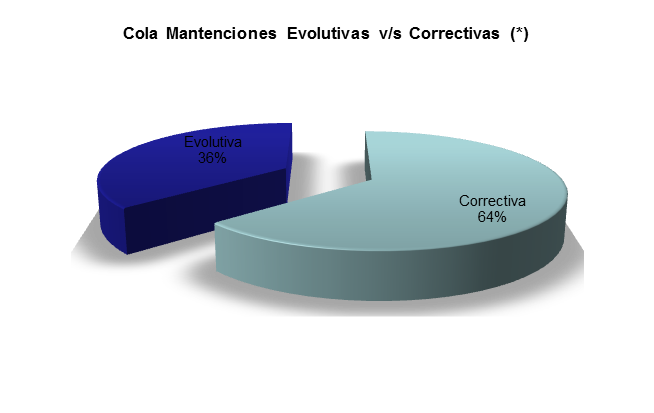 Cola Mantenciones Evolutivas v/s Correctivas (*)
Evolutiva
36%
Correctiva
64%